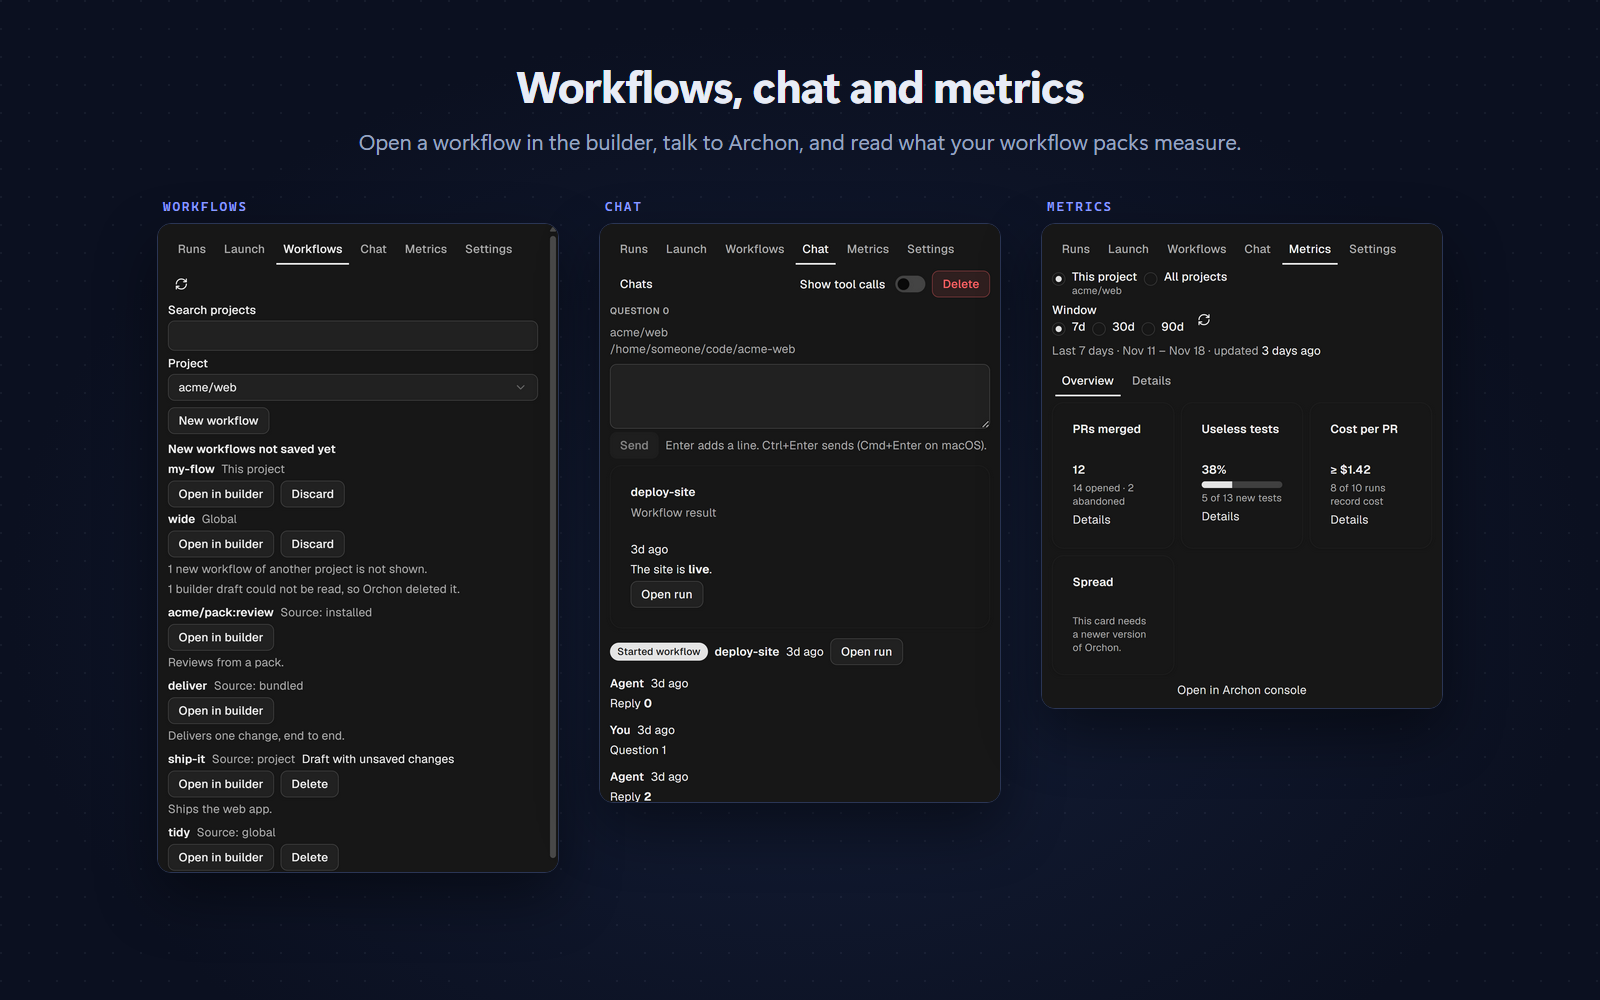 Workflows, chat and metrics
Open a workflow in the builder, talk to Archon, and read what your workflow packs measure.
WORKFLOWS
Runs Launch Workflows Chat Metrics Settings
Search projects
Project
acme/web
New workflow
New workflows not saved yet
my-flow This project
Open in builder Discard
wide Global
Open in builder Discard
1 new workflow of another project is not shown.
1 builder draft could not be read, so Orchon deleted it.
acme/pack:review Source: installed
Open in builder
Reviews from a pack.
deliver Source: bundled
Open in builder
Delivers one change, end to end.
ship-it Source: project Draft with unsaved changes
Open in builder Delete
Ships the web app.
tidy Source: global
Open in builder Delete
CHAT
Runs Launch Workflows Chat Metrics Settings
Chats Show tool calls Delete
QUESTION 0
acme/web
/home/someone/code/acme-web
Send Enter adds a line. Ctrl+Enter sends (Cmd+Enter on macOS).
deploy-site
Workflow result
3d ago
The site is live.
Open run
Started workflow deploy-site 3d ago Open run
Agent 3d ago
Reply 0
You 3d ago
Question 1
Agent 3d ago
Reply 2
METRICS
Runs Launch Workflows Chat Metrics Settings
This project All projects
acme/web
Window
7d 30d 90d
Last 7 days · Nov 11 – Nov 18 · updated 3 days ago
Overview Details
PRs merged
12
14 opened · 2
abandoned
Details
Useless tests
38%
5 of 13 new tests
Details
Cost per PR
≥ $1.42
8 of 10 runs
record cost
Details
Spread
This card needs
a newer version
of Orchon.
Open in Archon console